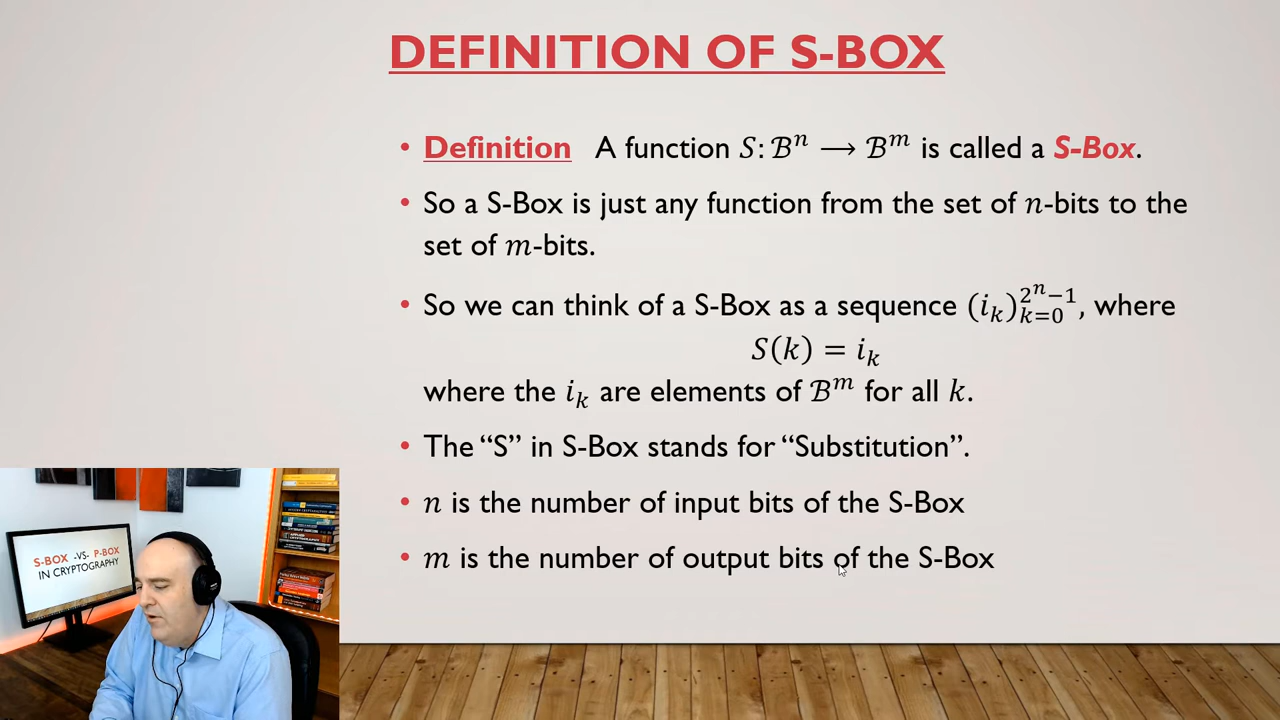 DEFINITION OF S-BOX
• Definition A function 𝑆: ℬⁿ ⟶ ℬᵐ is called a S-Box.
• So a S-Box is just any function from the set of 𝑛-bits to the
set of 𝑚-bits.
• So we can think of a S-Box as a sequence (𝑖ₖ)_{𝑘=0}^{2ⁿ−1}, where
𝑆(𝑘) = 𝑖ₖ
where the 𝑖ₖ are elements of ℬᵐ for all 𝑘.
• The “S” in S-Box stands for “Substitution”.
• 𝑛 is the number of input bits of the S-Box
• 𝑚 is the number of output bits of the S-Box
S-BOX -VS- P-BOX
IN CRYPTOGRAPHY